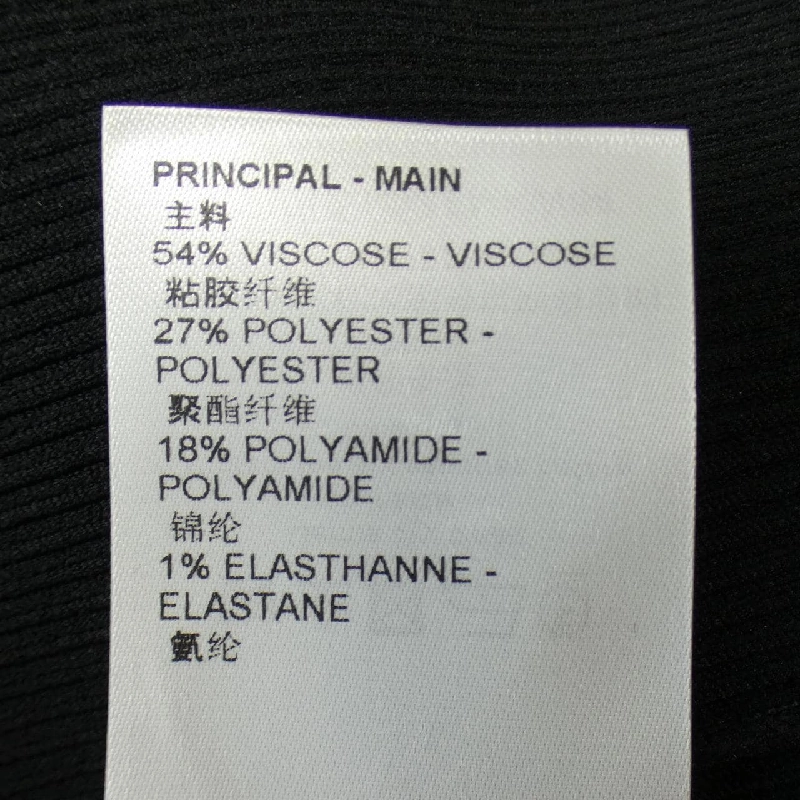 PRINCIPAL - MAIN
主料
54% VISCOSE - VISCOSE
粘胶纤维
27% POLYESTER -
POLYESTER
聚酯纤维
18% POLYAMIDE -
POLYAMIDE
锦纶
1% ELASTHANNE -
ELASTANE
氨纶